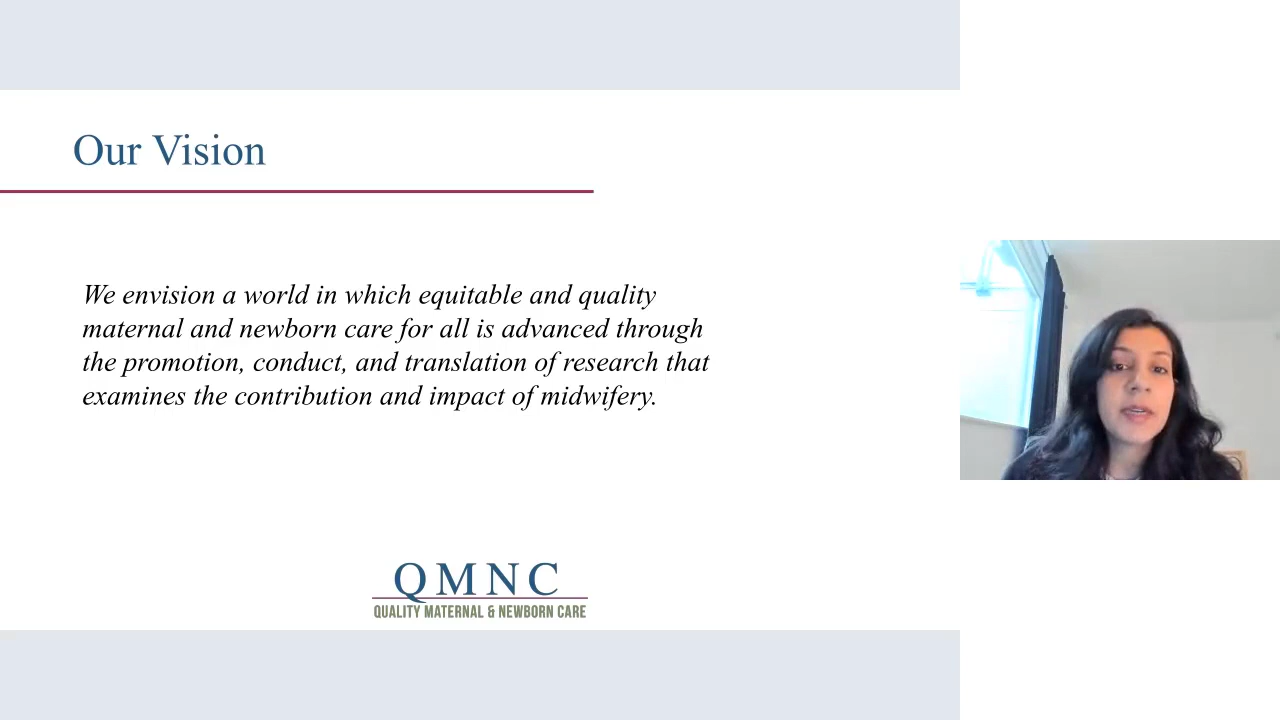 Our Vision
We envision a world in which equitable and quality
maternal and newborn care for all is advanced through
the promotion, conduct, and translation of research that
examines the contribution and impact of midwifery.
QMNC
QUALITY MATERNAL & NEWBORN CARE